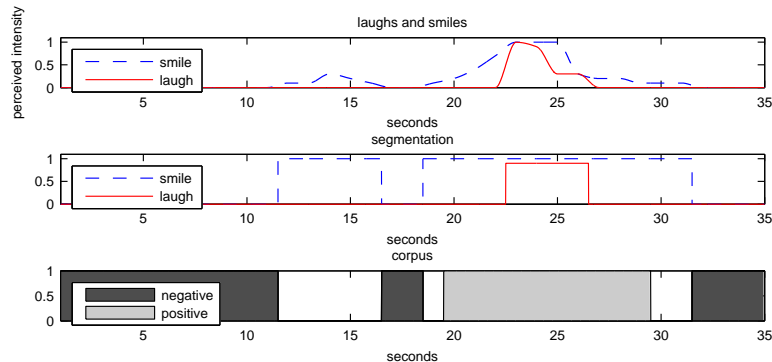 laughs and smiles
perceived intensity
1
0.5
0
smile
laugh
5 10 15 20 25 30 35
seconds
segmentation
1
0.5
0
smile
laugh
5 10 15 20 25 30 35
seconds
corpus
1
0.5
0
negative
positive
5 10 15 20 25 30 35
seconds